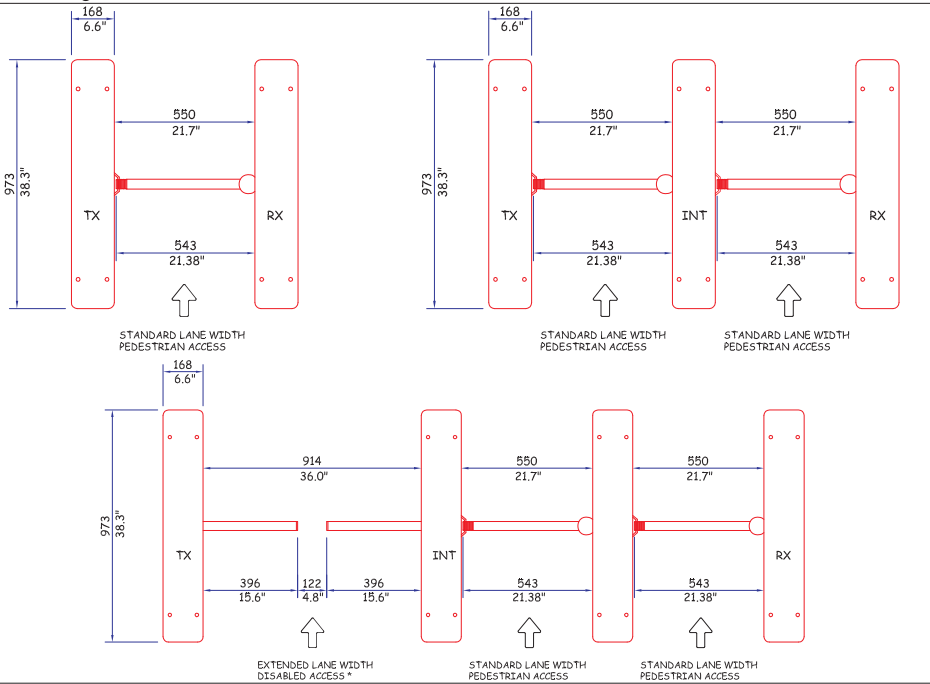 168
6.6"
973
38.3"
550
21.7"
TX
RX
543
21.38"
STANDARD LANE WIDTH
PEDESTRIAN ACCESS
168
6.6"
973
38.3"
550
21.7"
550
21.7"
TX
INT
RX
543
21.38"
543
21.38"
STANDARD LANE WIDTH
PEDESTRIAN ACCESS
STANDARD LANE WIDTH
PEDESTRIAN ACCESS
168
6.6"
973
38.3"
914
36.0"
550
21.7"
550
21.7"
TX
INT
RX
396
15.6"
122
4.8"
396
15.6"
543
21.38"
543
21.38"
EXTENDED LANE WIDTH
DISABLED ACCESS *
STANDARD LANE WIDTH
PEDESTRIAN ACCESS
STANDARD LANE WIDTH
PEDESTRIAN ACCESS